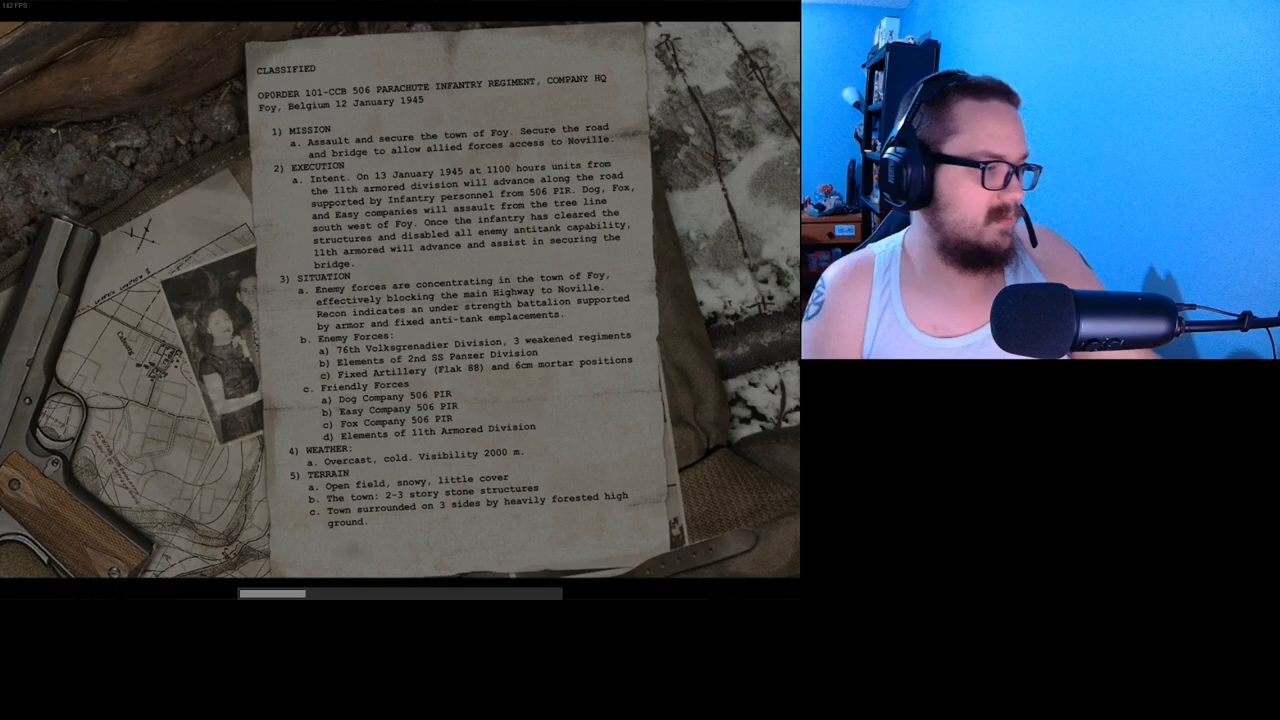 142 FPS
CLASSIFIED
OPORDER 101-CCB 506 PARACHUTE INFANTRY REGIMENT, COMPANY HQ
Foy, Belgium 12 January 1945
1) MISSION
a. Assault and secure the town of Foy. Secure the road
and bridge to allow allied forces access to Noville.
2) EXECUTION
a. Intent. On 13 January 1945 at 1100 hours units from
the 11th armored division will advance along the road
supported by Infantry personnel from 506 PIR. Dog, Fox,
and Easy companies will assault from the tree line
south west of Foy. Once the infantry has cleared the
structures and disabled all enemy antitank capability,
11th armored will advance and assist in securing the
bridge.
3) SITUATION
a. Enemy forces are concentrating in the town of Foy,
effectively blocking the main Highway to Noville.
Recon indicates an under strength battalion supported
by armor and fixed anti-tank emplacements.
b. Enemy Forces:
a) 76th Volksgrenadier Division, 3 weakened regiments
b) Elements of 2nd SS Panzer Division
c) Fixed Artillery (Flak 88) and 6cm mortar positions
c. Friendly Forces
a) Dog Company 506 PIR
b) Easy Company 506 PIR
c) Fox Company 506 PIR
d) Elements of 11th Armored Division
4) WEATHER:
a. Overcast, cold. Visibility 2000 m.
5) TERRAIN
a. Open field, snowy, little cover
b. The town: 2-3 story stone structures
c. Town surrounded on 3 sides by heavily forested high
ground.